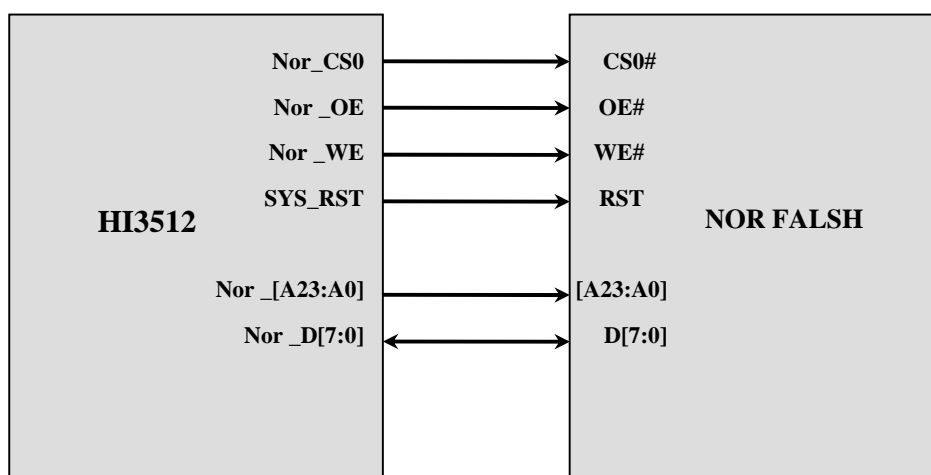 Nor_CS0 CS0#
Nor _OE OE#
Nor _WE WE#
SYS_RST RST
HI3512 NOR FALSH
Nor _[A23:A0] [A23:A0]
Nor _D[7:0] D[7:0]